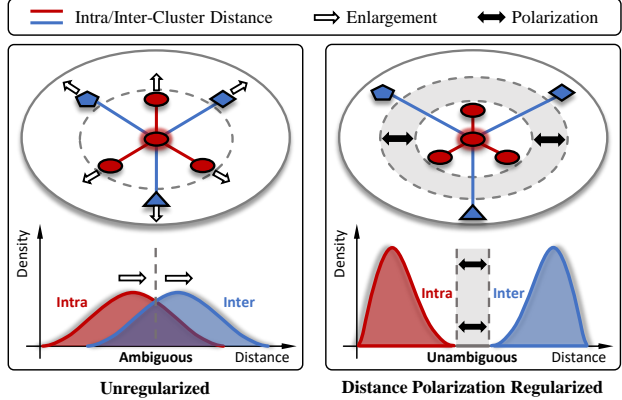 Intra/Inter-Cluster Distance Enlargement Polarization
Density
Intra
Inter
Ambiguous
Distance
Unregularized
Density
Intra
Inter
Unambiguous
Distance
Distance Polarization Regularized